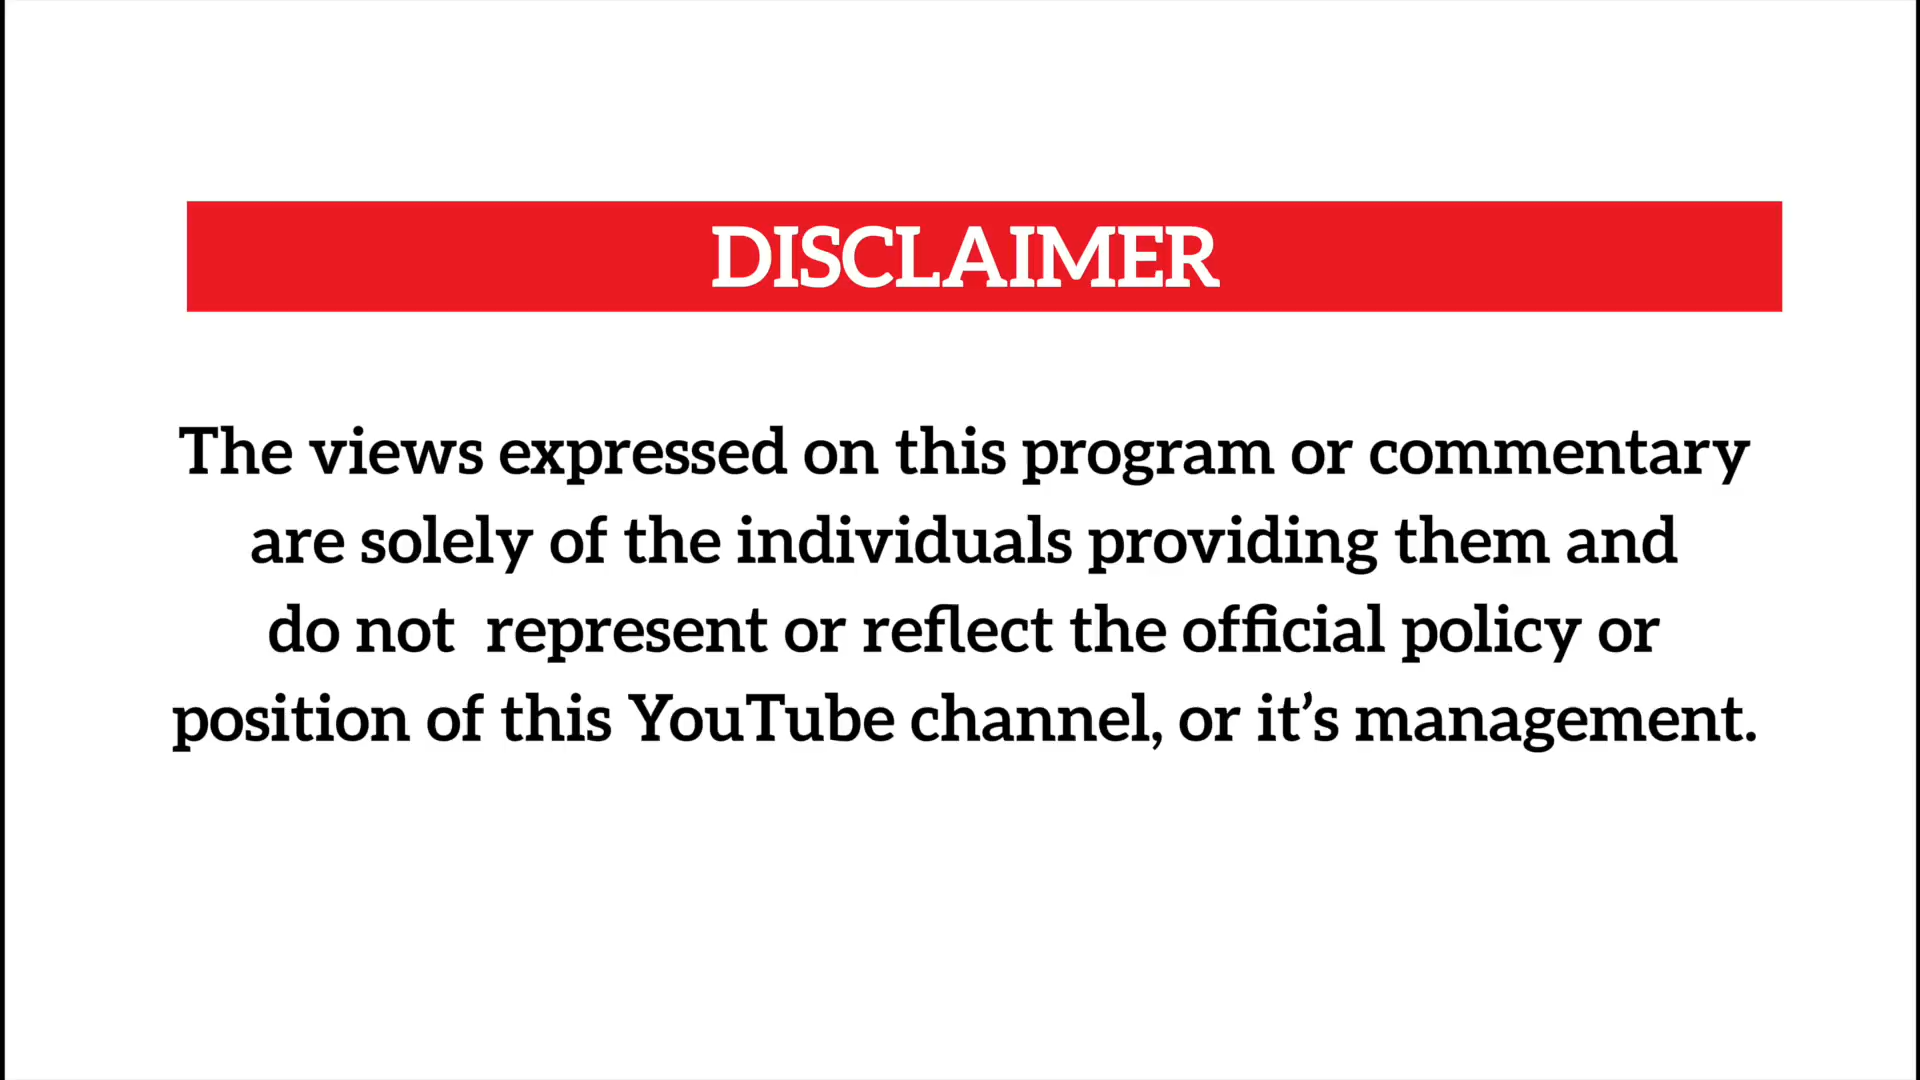 DISCLAIMER
The views expressed on this program or commentary
are solely of the individuals providing them and
do not  represent or reflect the official policy or
position of this YouTube channel, or it’s management.